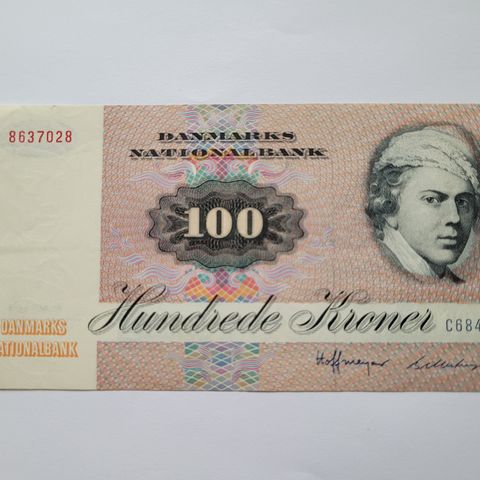 8637028
DANMARKS
NATIONALBANK
100
Hundrede Kroner
C684
DANMARKS
NATIONALBANK
Hoffmeyer